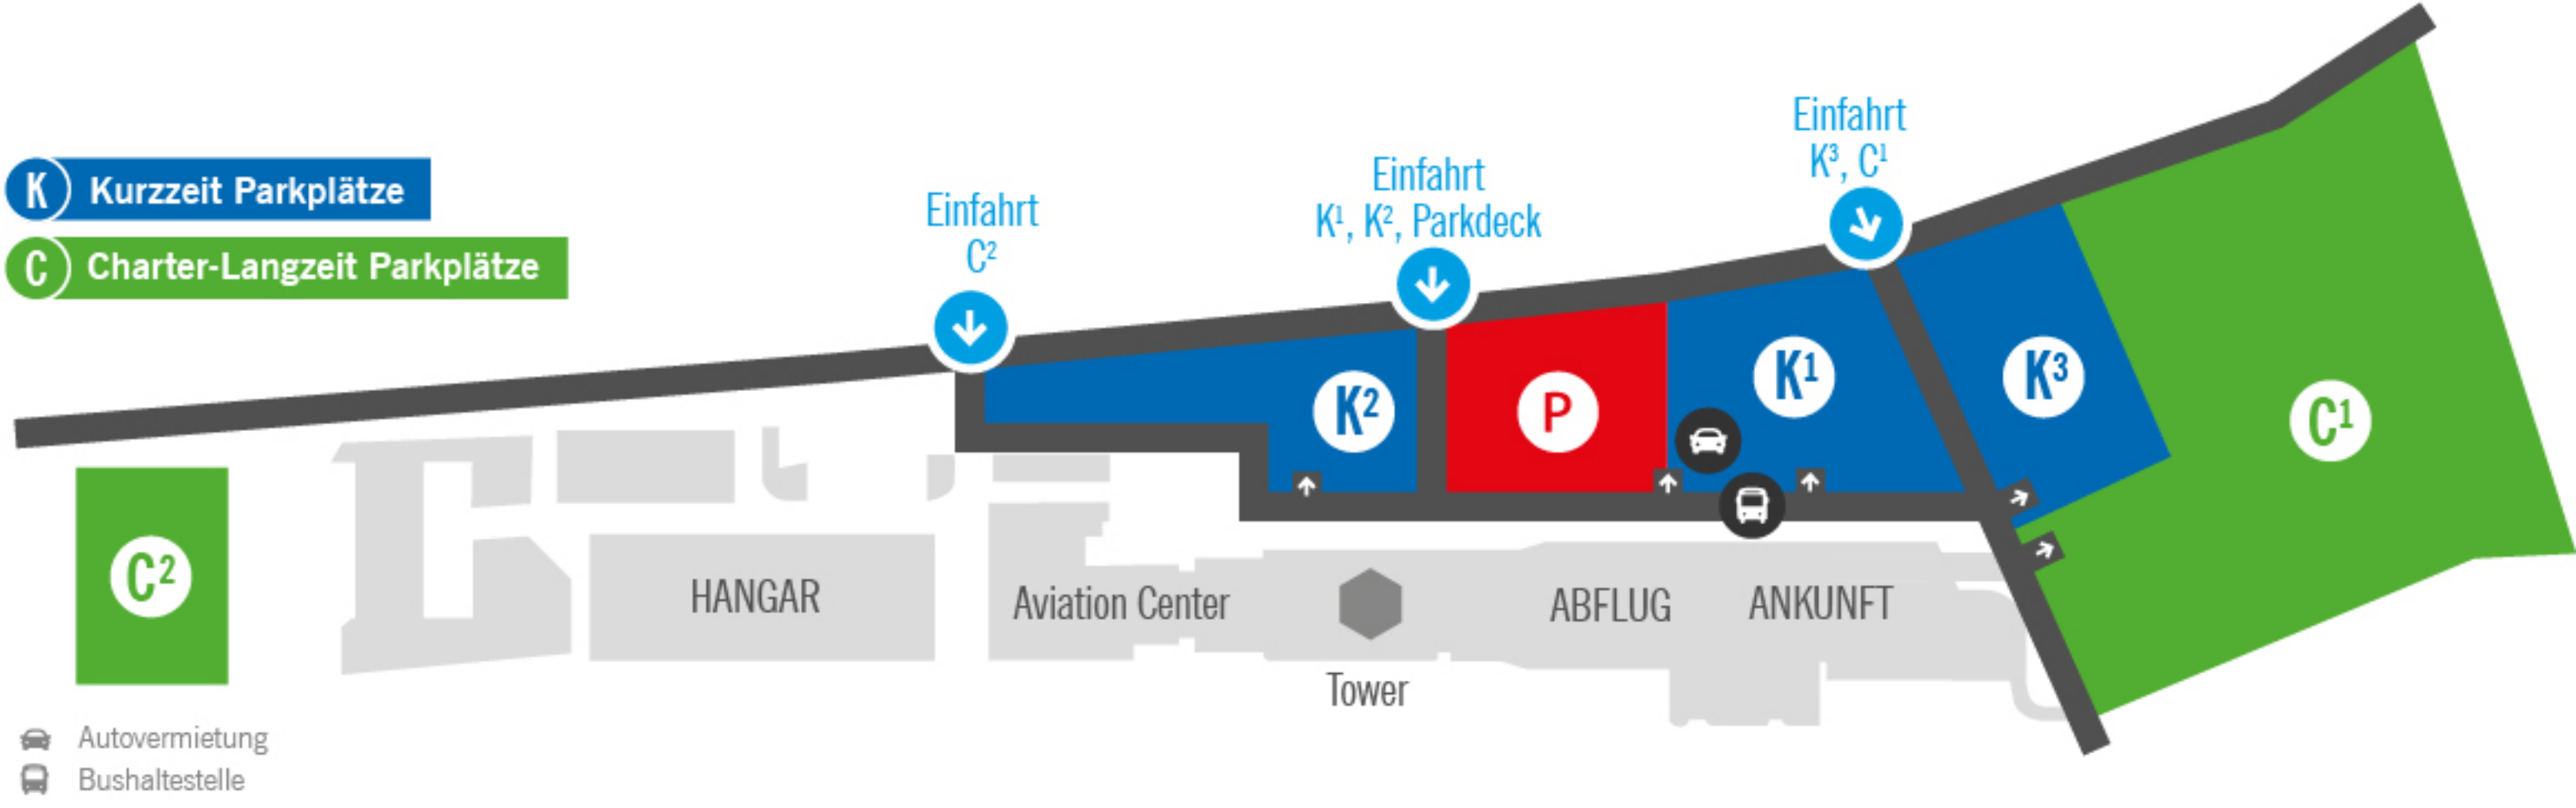 K Kurzzeit Parkplätze
C Charter-Langzeit Parkplätze
Einfahrt
C²
Einfahrt
K¹, K², Parkdeck
Einfahrt
K³, C¹
K²
P
K¹
K³
C¹
C²
HANGAR
Aviation Center
ABFLUG
ANKUNFT
Tower
Autovermietung
Bushaltestelle